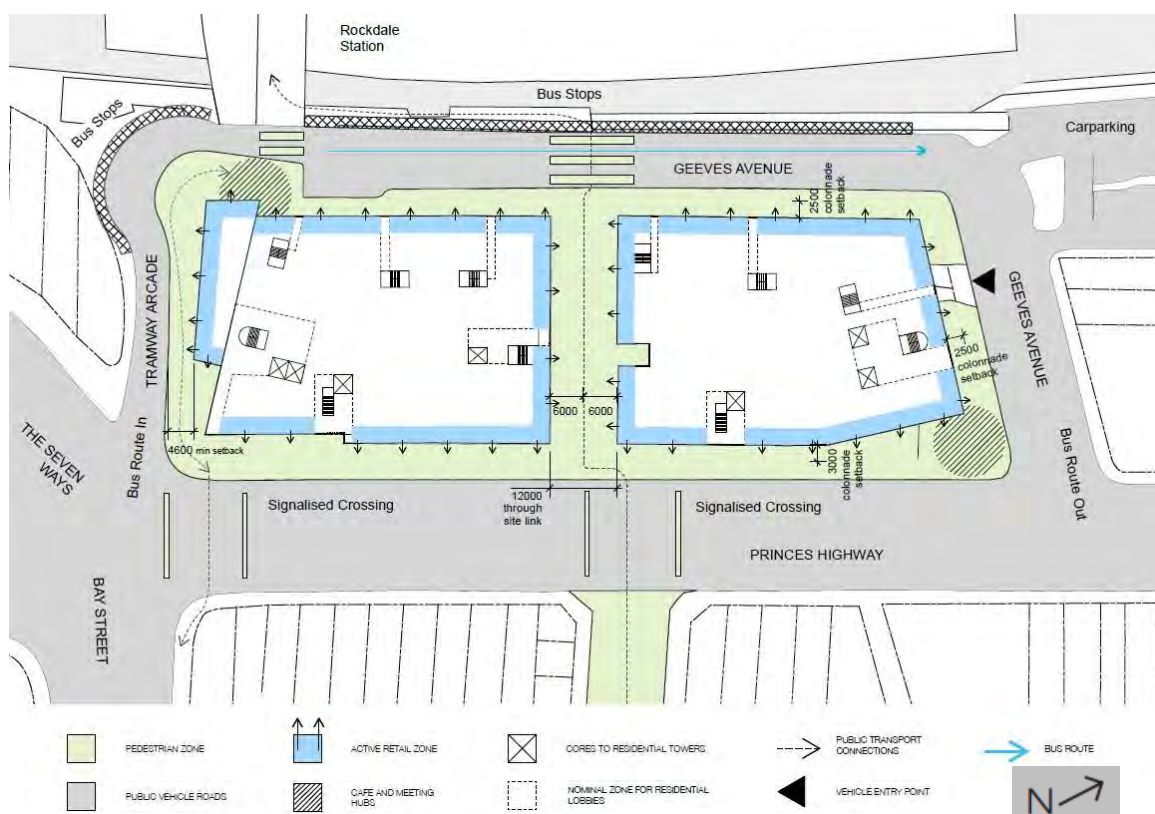 Rockdale
Station
Bus Stops
Bus Stops
Carparking
GEEVES AVENUE
2500
colonnade
setback
TRAMWAY ARCADE
GEEVES AVENUE
2500
colonnade
setback
6000
6000
THE SEVEN
WAYS
Bus Route In
4600 min setback
3000
colonnade
setback
Bus Route Out
Signalised Crossing
12000
through
site link
Signalised Crossing
PRINCES HIGHWAY
BAY STREET
PEDESTRIAN ZONE
ACTIVE RETAIL ZONE
CORES TO RESIDENTIAL TOWERS
PUBLIC TRANSPORT
CONNECTIONS
BUS ROUTE
PUBLIC VEHICLE ROADS
CAFE AND MEETING
HUBS
NOMINAL ZONE FOR RESIDENTIAL
LOBBIES
VEHICLE ENTRY POINT
N